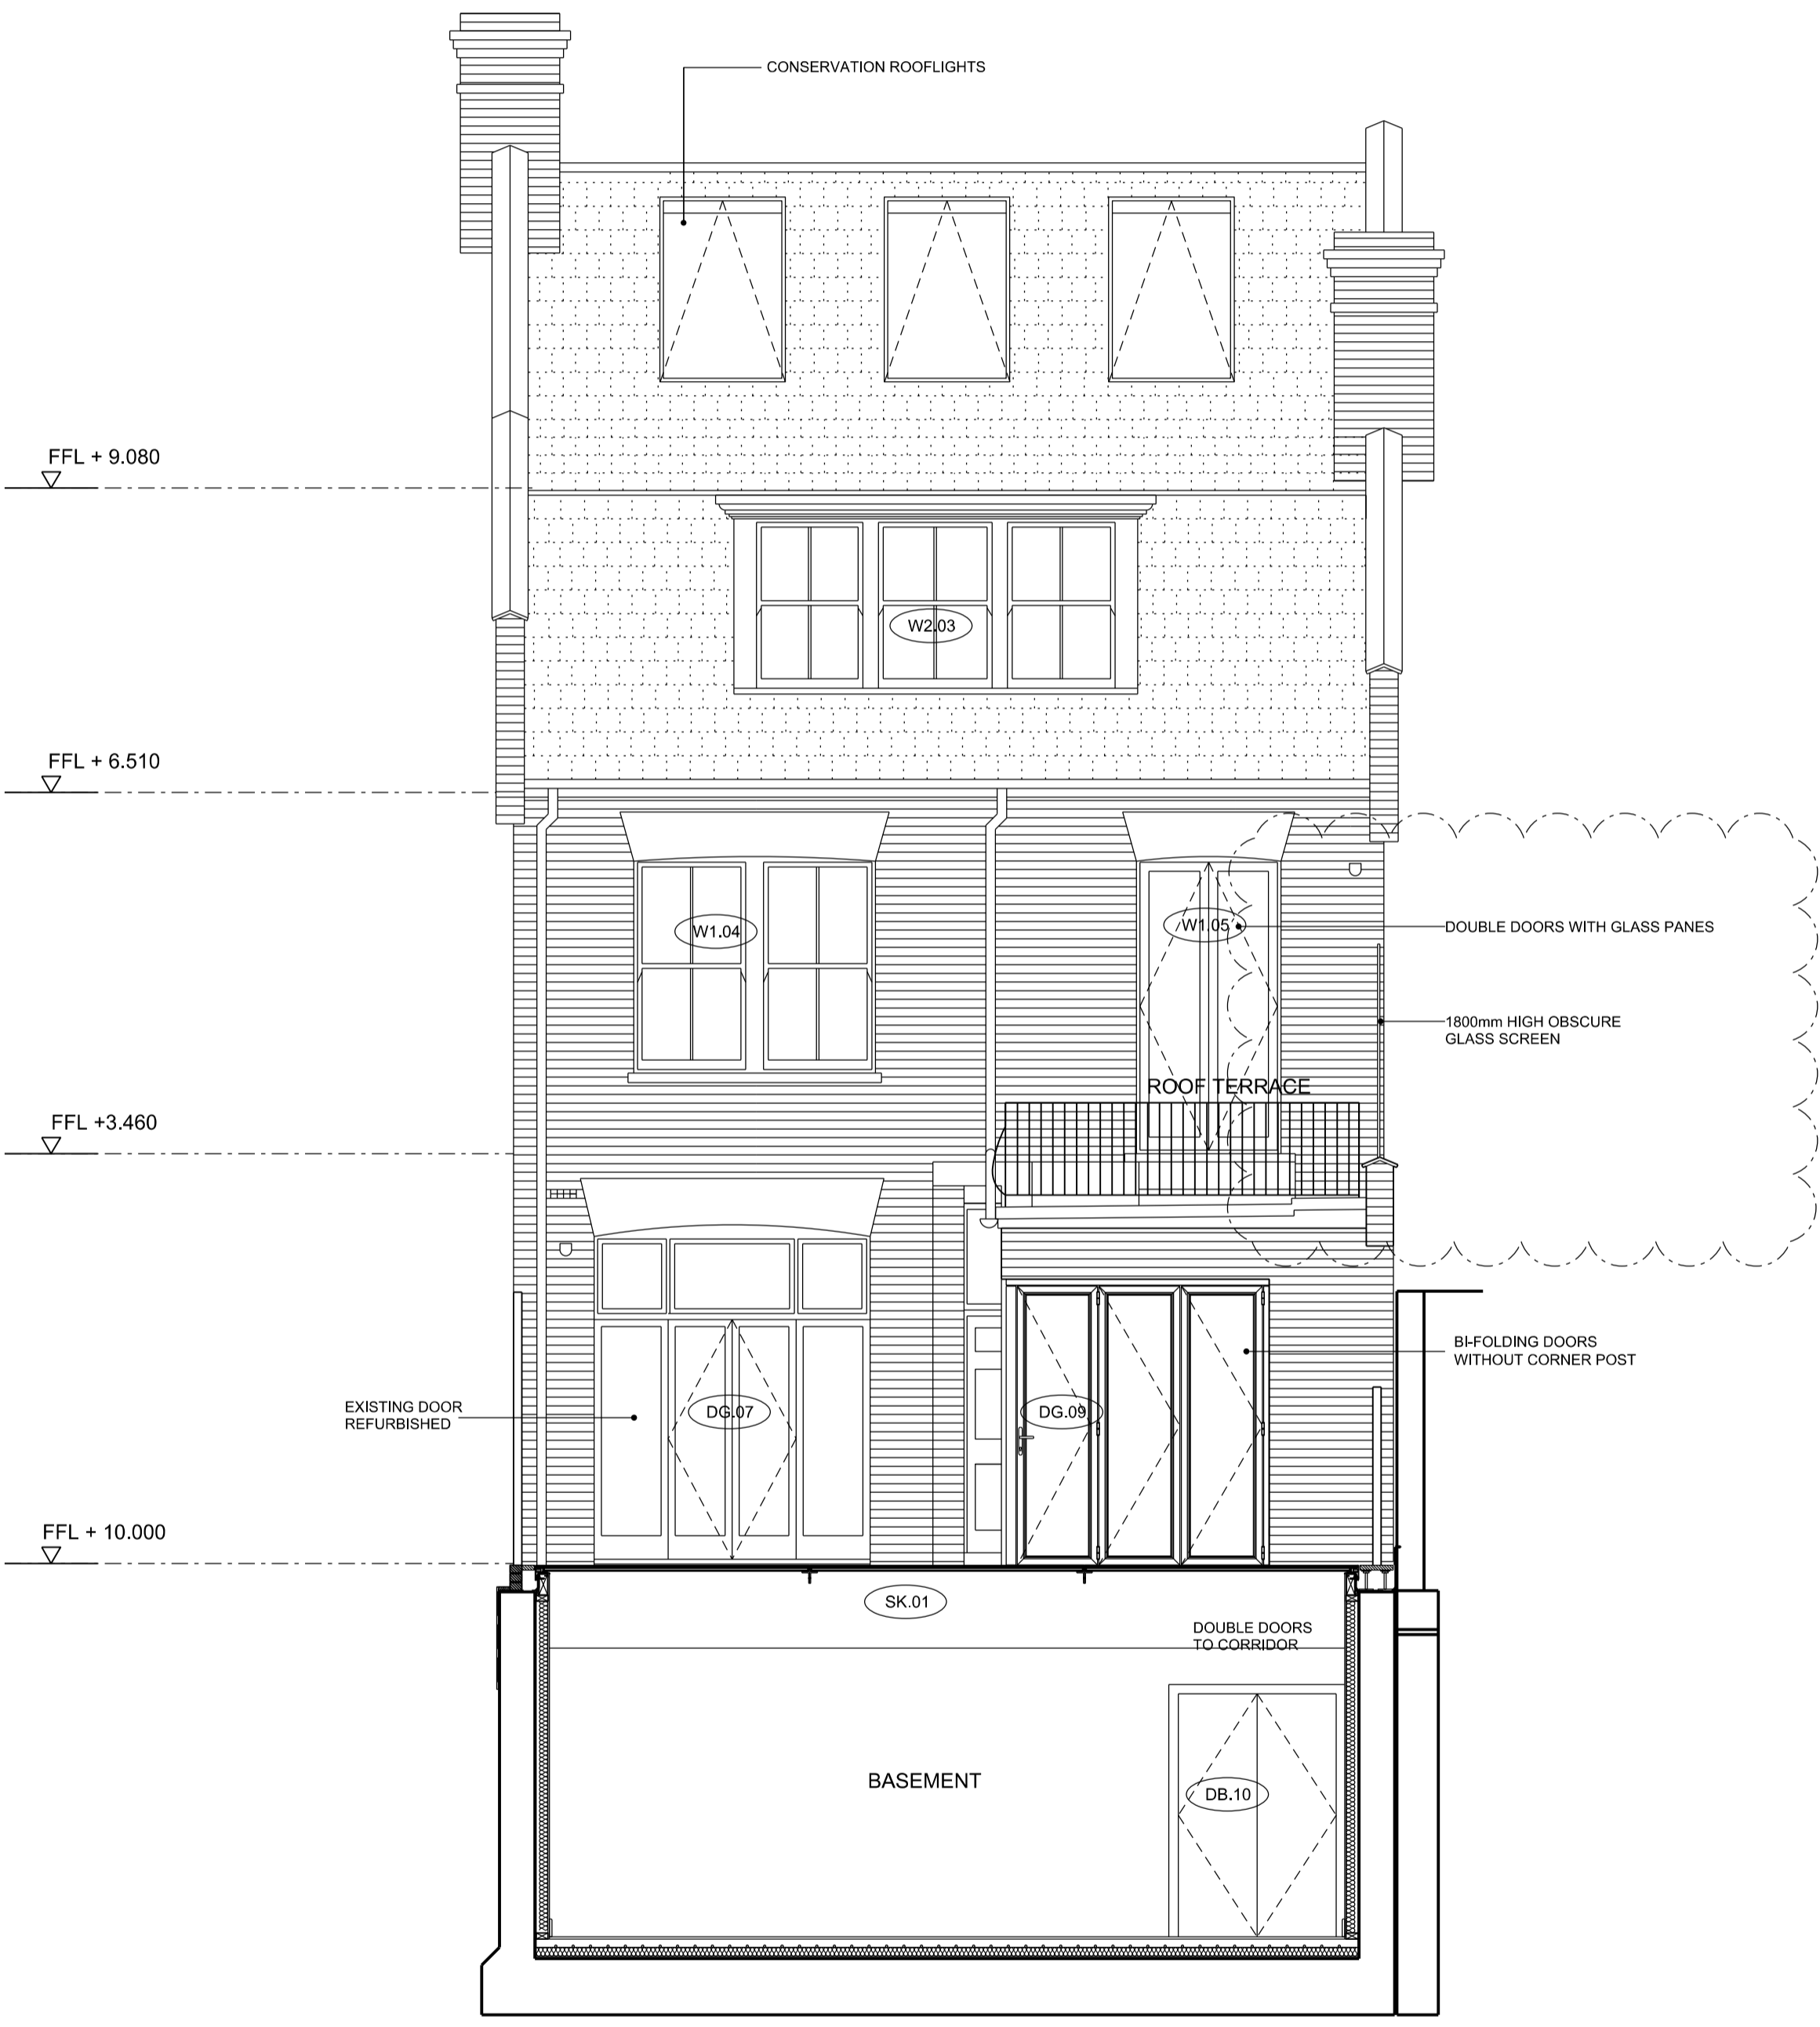 CONSERVATION ROOFLIGHTS
FFL + 9.080
W2.03
FFL + 6.510
W1.04
W1.05
DOUBLE DOORS WITH GLASS PANES
1800mm HIGH OBSCURE
GLASS SCREEN
ROOF TERRACE
FFL +3.460
BI-FOLDING DOORS
WITHOUT CORNER POST
EXISTING DOOR
REFURBISHED
DG.07
DG.09
FFL + 10.000
SK.01
DOUBLE DOORS
TO CORRIDOR
BASEMENT
DB.10